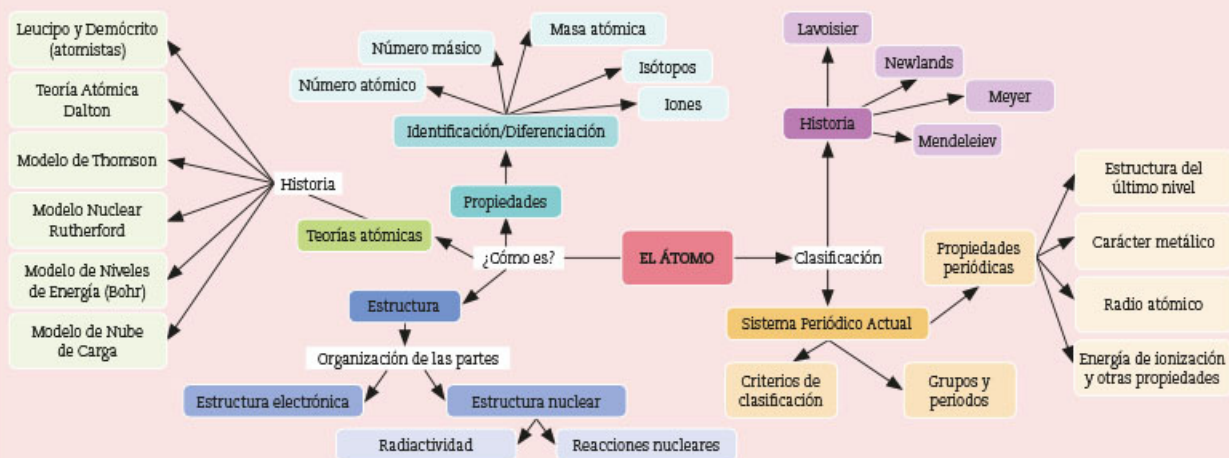 Leucipo y Demócrito
(atomistas)
Teoría Atómica
Dalton
Modelo de Thomson
Modelo Nuclear
Rutherford
Modelo de Niveles
de Energía (Bohr)
Modelo de Nube
de Carga
Historia
Teorías atómicas
Número atómico
Número másico
Masa atómica
Isótopos
Iones
Identificación/Diferenciación
Propiedades
¿Cómo es?
Estructura
Organización de las partes
Estructura electrónica
Estructura nuclear
Radiactividad
Reacciones nucleares
EL ÁTOMO
Clasificación
Historia
Lavoisier
Newlands
Meyer
Mendeleiev
Sistema Periódico Actual
Criterios de
clasificación
Grupos y
periodos
Propiedades
periódicas
Estructura del
último nivel
Carácter metálico
Radio atómico
Energía de ionización
y otras propiedades